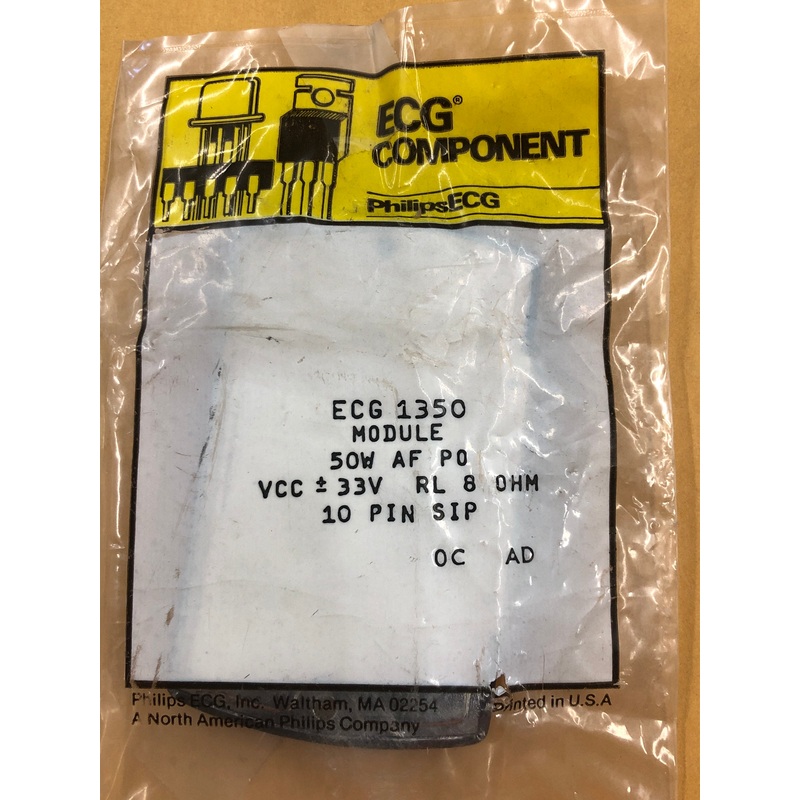 ECG®
COMPONENT
PhilipsECG
ECG 1350
MODULE
50W AF PO
VCC ± 33V RL 8 OHM
10 PIN SIP
OC AD
Philips ECG, Inc. Waltham, MA 02254
Printed in U.S.A
A North American Philips Company